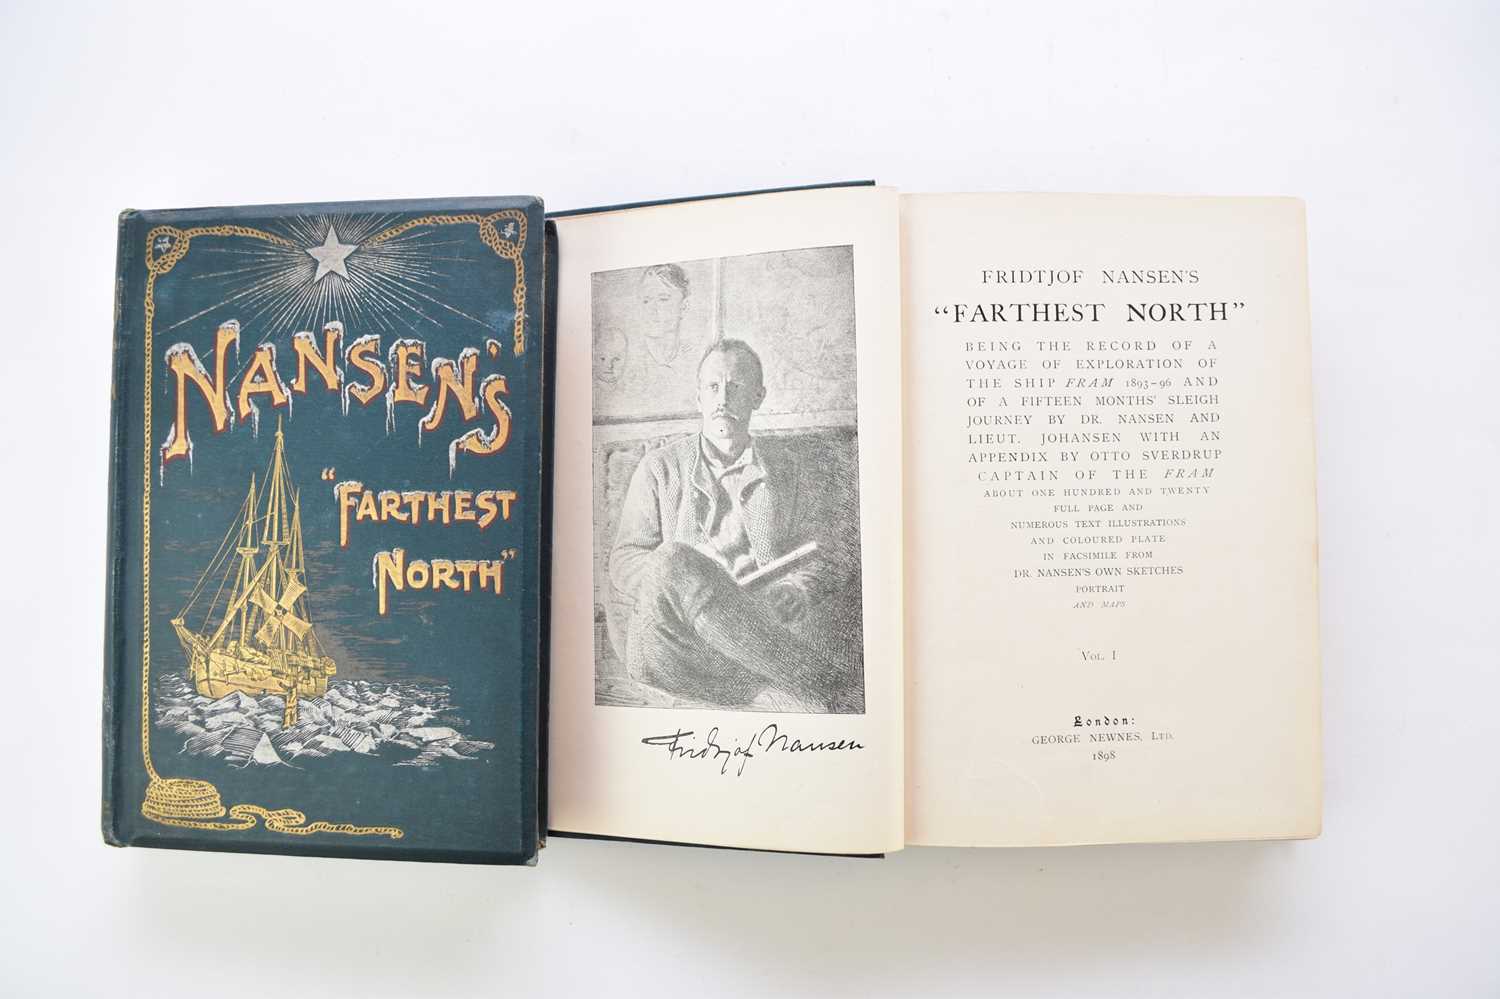 NANSEN'S
"FARTHEST
NORTH"
Fridtjof Nansen
FRIDTJOF NANSEN'S
"FARTHEST NORTH"
BEING THE RECORD OF A
VOYAGE OF EXPLORATION OF
THE SHIP FRAM 1893-96 AND
OF A FIFTEEN MONTHS' SLEIGH
JOURNEY BY DR. NANSEN AND
LIEUT. JOHANSEN WITH AN
APPENDIX BY OTTO SVERDRUP
CAPTAIN OF THE FRAM
ABOUT ONE HUNDRED AND TWENTY
FULL PAGE AND
NUMEROUS TEXT ILLUSTRATIONS
AND COLOURED PLATE
IN FACSIMILE FROM
DR. NANSEN'S OWN SKETCHES
PORTRAIT
AND MAPS
VOL. I
London:
GEORGE NEWNES, LTD.
1898